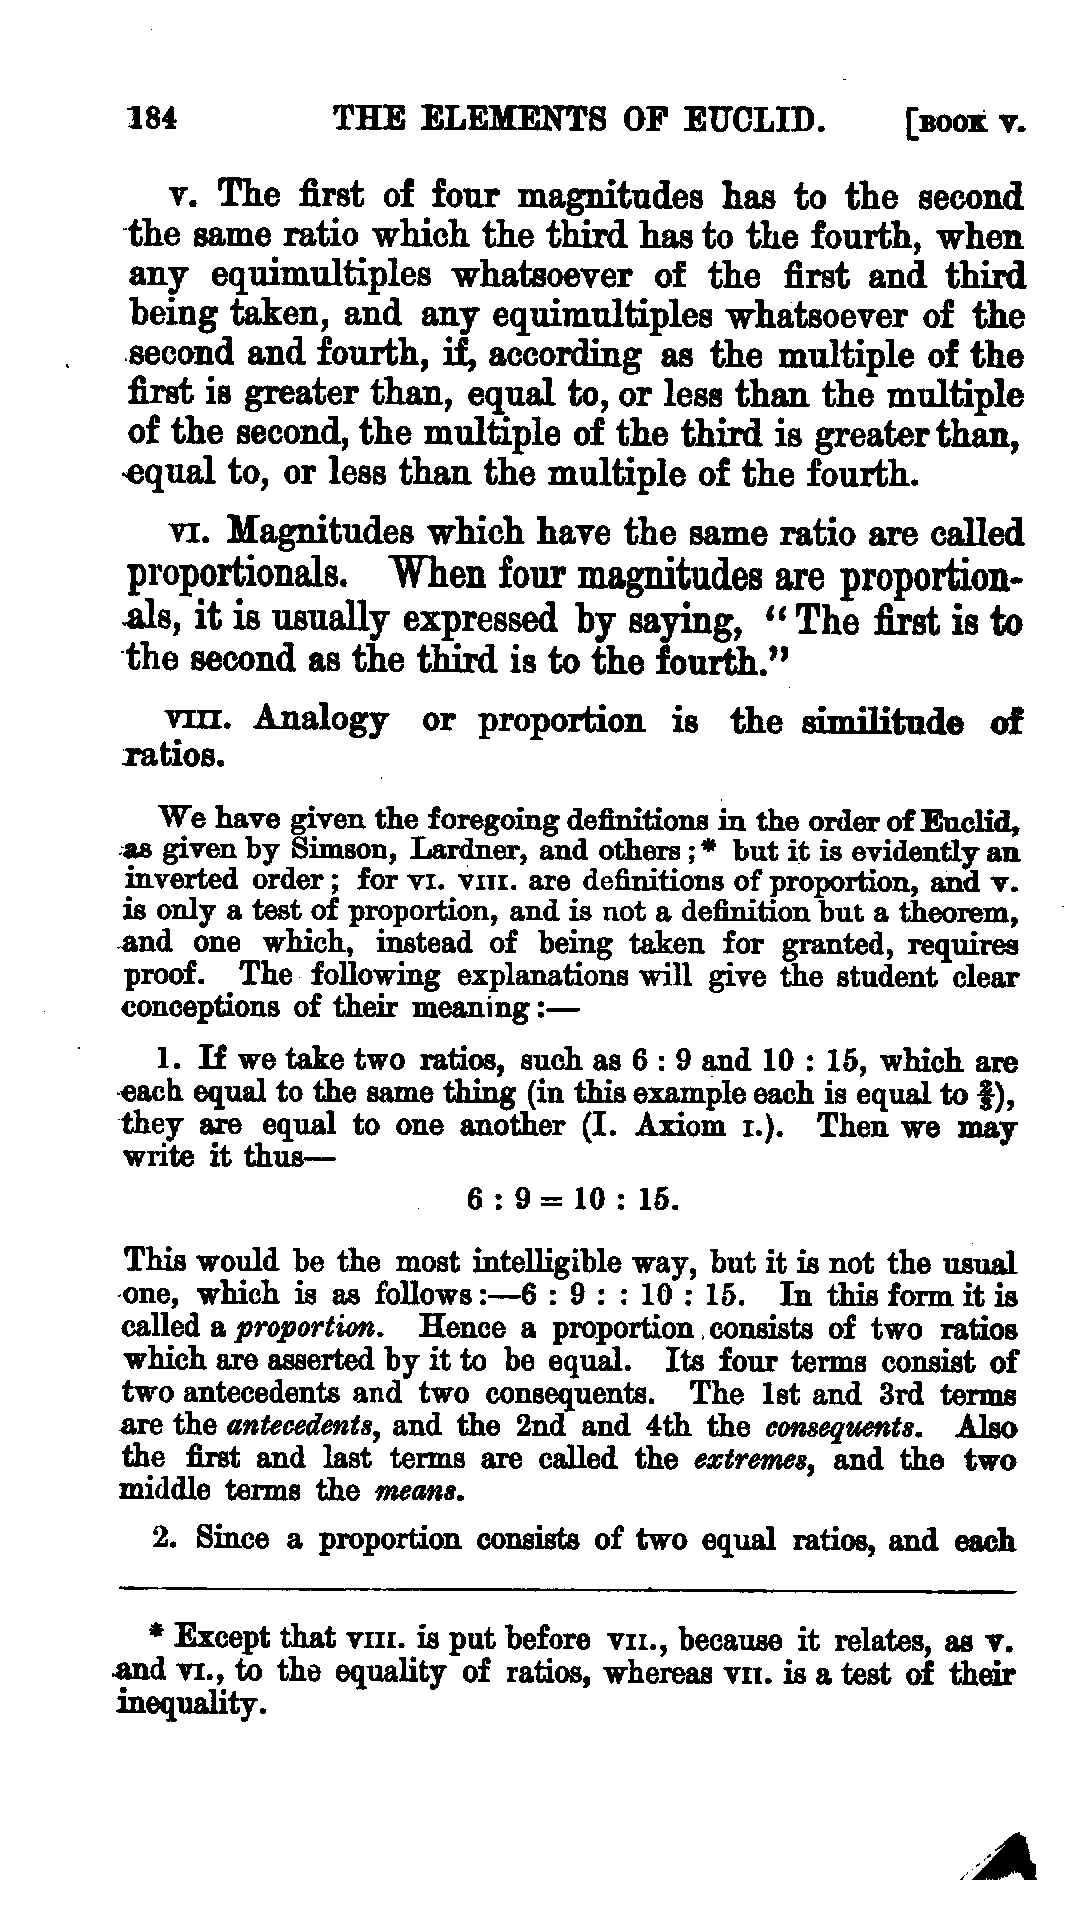 184 THE ELEMENTS OF EUCLID. [BOOK V.
v. The first of four magnitudes has to the second
the same ratio which the third has to the fourth, when
any equimultiples whatsoever of the first and third
being taken, and any equimultiples whatsoever of the
second and fourth, if, according as the multiple of the
first is greater than, equal to, or less than the multiple
of the second, the multiple of the third is greater than,
equal to, or less than the multiple of the fourth.
vi. Magnitudes which have the same ratio are called
proportionals. When four magnitudes are proportion-
als, it is usually expressed by saying, “The first is to
the second as the third is to the fourth.”
viii. Analogy or proportion is the similitude of
ratios.
We have given the foregoing definitions in the order of Euclid,
as given by Simson, Lardner, and others;* but it is evidently an
inverted order; for vi. viii. are definitions of proportion, and v.
is only a test of proportion, and is not a definition but a theorem,
and one which, instead of being taken for granted, requires
proof. The following explanations will give the student clear
conceptions of their meaning:—
1. If we take two ratios, such as 6 : 9 and 10 : 15, which are
each equal to the same thing (in this example each is equal to ⅔),
they are equal to one another (I. Axiom I.). Then we may
write it thus—
6 : 9 = 10 : 15.
This would be the most intelligible way, but it is not the usual
one, which is as follows:—6 : 9 : : 10 : 15. In this form it is
called a proportion. Hence a proportion consists of two ratios
which are asserted by it to be equal. Its four terms consist of
two antecedents and two consequents. The 1st and 3rd terms
are the antecedents, and the 2nd and 4th the consequents. Also
the first and last terms are called the extremes, and the two
middle terms the means.
2. Since a proportion consists of two equal ratios, and each
* Except that viii. is put before vii., because it relates, as v.
and vi., to the equality of ratios, whereas vii. is a test of their
inequality.